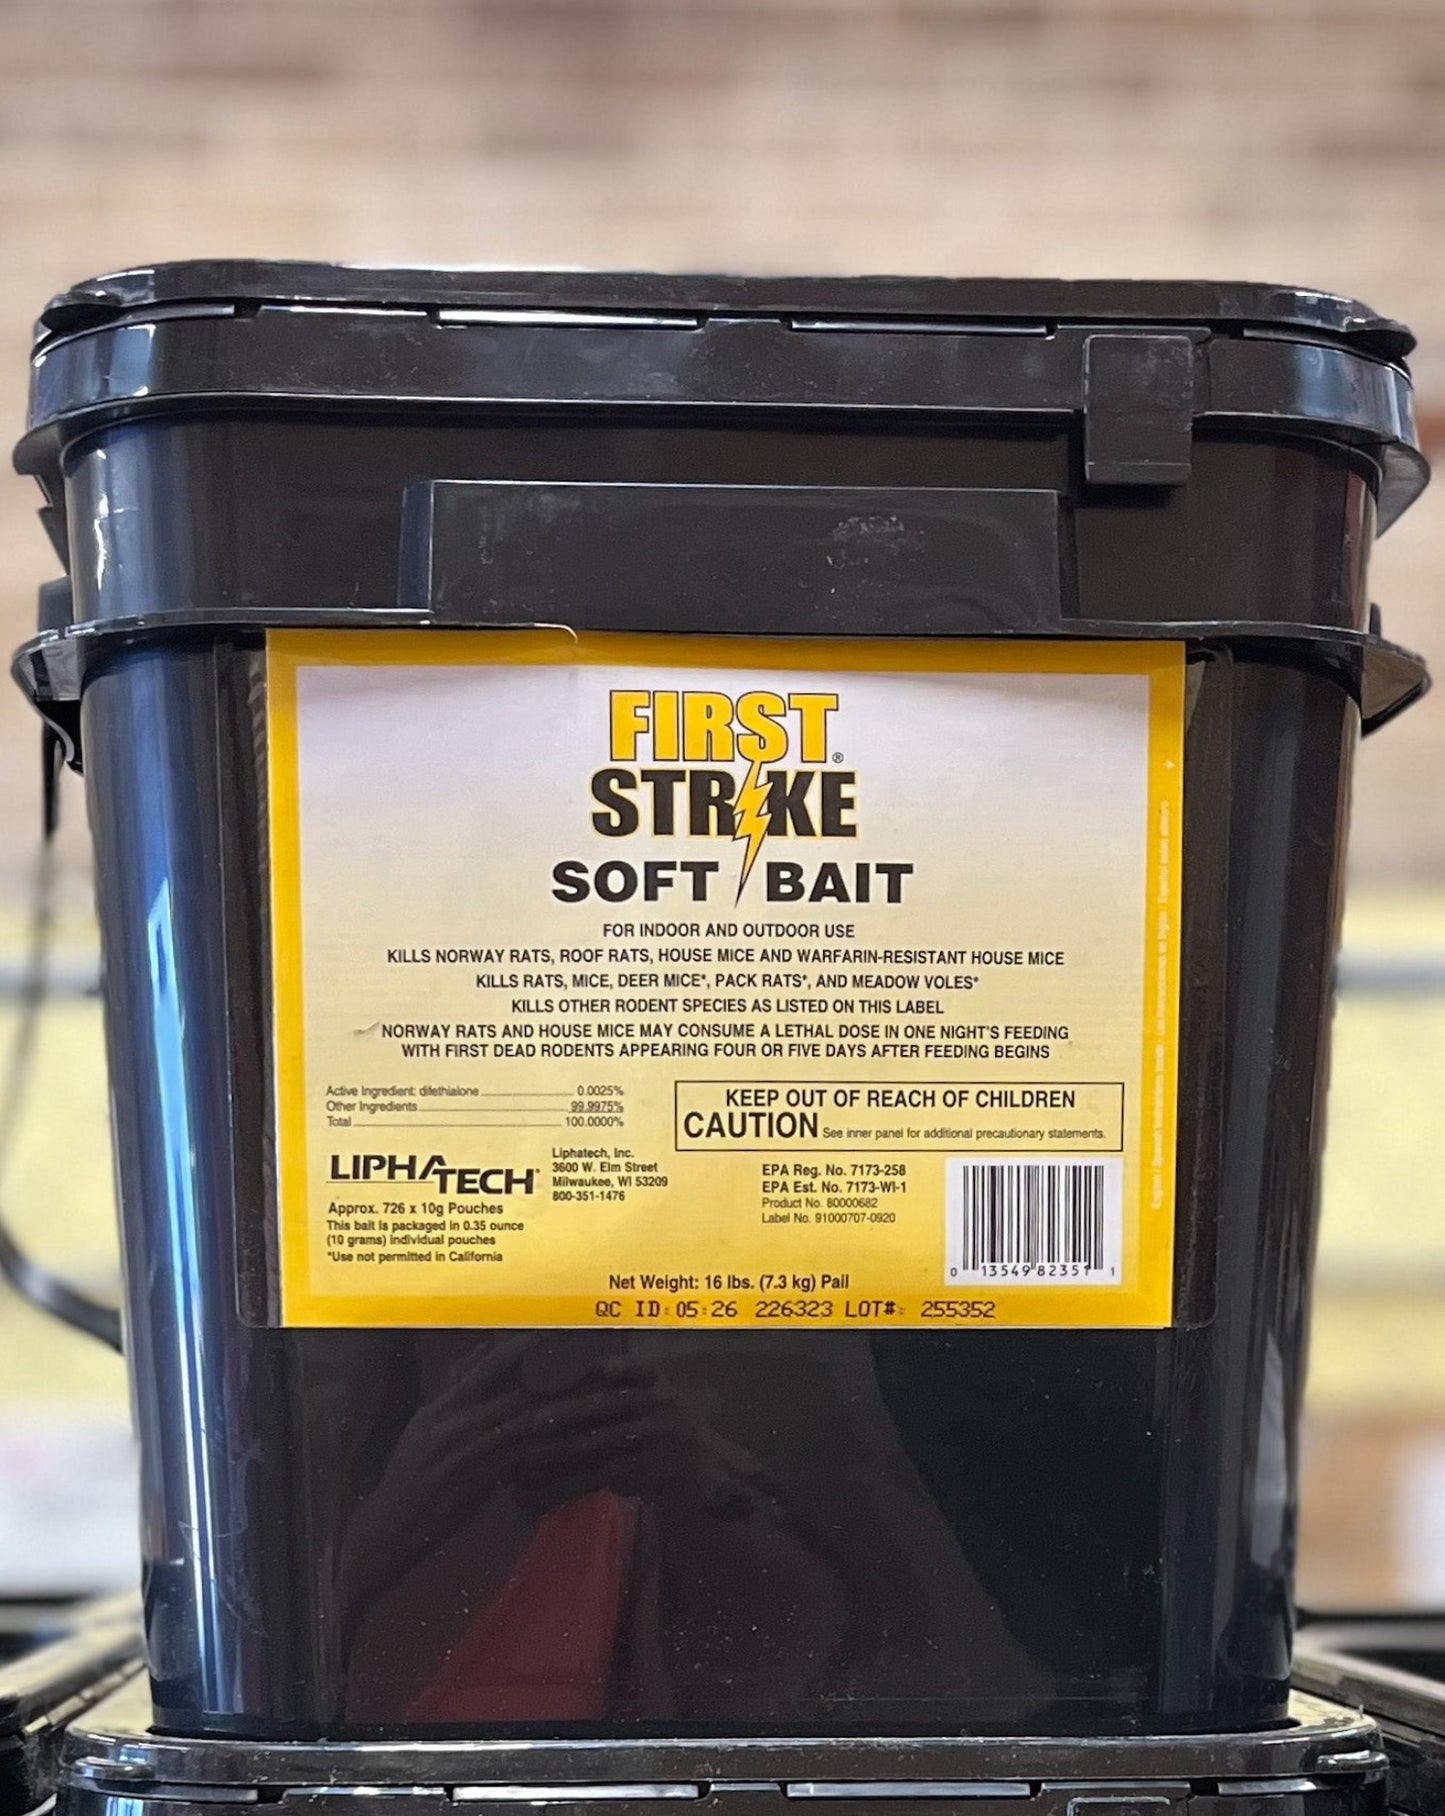 FIRST®
STRIKE
SOFT BAIT
FOR INDOOR AND OUTDOOR USE
KILLS NORWAY RATS, ROOF RATS, HOUSE MICE AND WARFARIN-RESISTANT HOUSE MICE
KILLS RATS, MICE, DEER MICE*, PACK RATS*, AND MEADOW VOLES*
KILLS OTHER RODENT SPECIES AS LISTED ON THIS LABEL
NORWAY RATS AND HOUSE MICE MAY CONSUME A LETHAL DOSE IN ONE NIGHT'S FEEDING
WITH FIRST DEAD RODENTS APPEARING FOUR OR FIVE DAYS AFTER FEEDING BEGINS
Active Ingredient: difethialone 0.0025%
Other Ingredients 99.9975%
Total 100.0000%
KEEP OUT OF REACH OF CHILDREN
CAUTION See inner panel for additional precautionary statements.
LIPHATECH®
Liphatech, Inc.
3600 W. Elm Street
Milwaukee, WI 53209
800-351-1476
Approx. 726 x 10g Pouches
This bait is packaged in 0.35 ounce
(10 grams) individual pouches
*Use not permitted in California
EPA Reg. No. 7173-258
EPA Est. No. 7173-WI-1
Product No. 80000682
Label No. 91000707-0920
0 13549 82351 1
Net Weight: 16 lbs. (7.3 kg) Pail
QC ID: 05:26 226323 LOT#: 255352